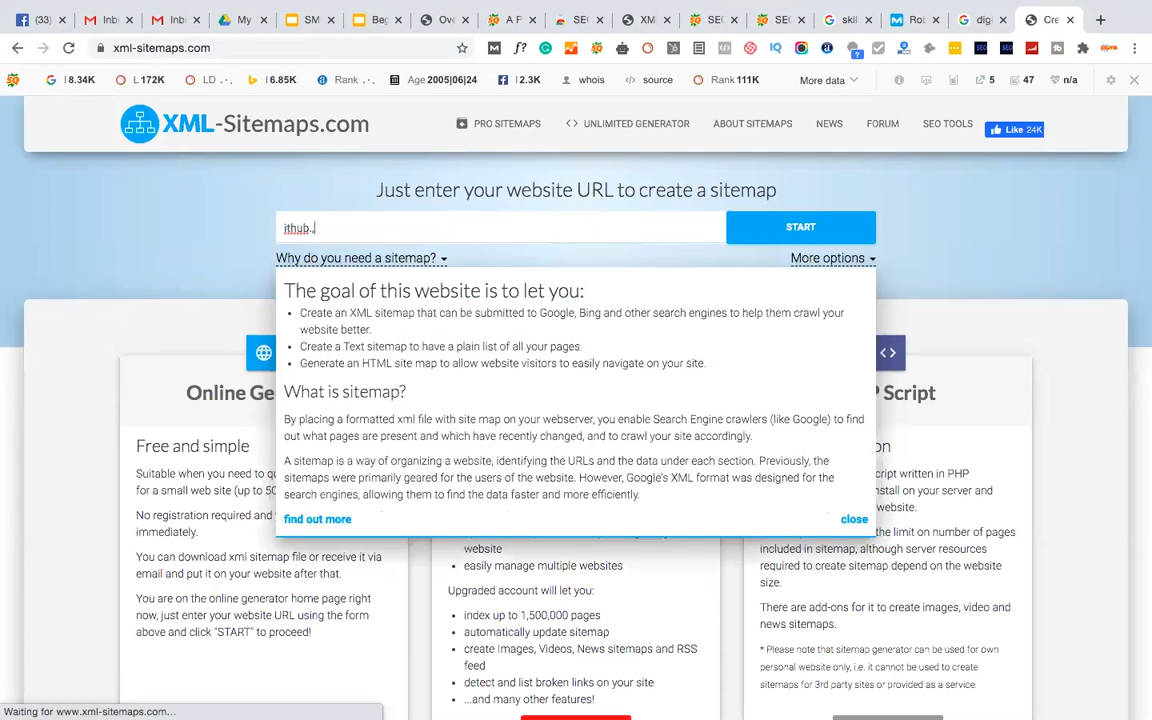 (33)
Inb
Inb
My
SM
Beg
Ove
A P
SEC
XM
SEC
SEC
skil
Rob
digi
Cre
xml-sitemaps.com
I 8.34K
L 172K
LD
I 6.85K
Rank
Age 2005|06|24
I 2.3K
whois
source
Rank 111K
More data
5
47
n/a
XML-Sitemaps.com
PRO SITEMAPS
UNLIMITED GENERATOR
ABOUT SITEMAPS
NEWS
FORUM
SEO TOOLS
Like 24K
Just enter your website URL to create a sitemap
ithub.,
START
Why do you need a sitemap?
More options
The goal of this website is to let you:
• Create an XML sitemap that can be submitted to Google, Bing and other search engines to help them crawl your
website better.
• Create a Text sitemap to have a plain list of all your pages.
• Generate an HTML site map to allow website visitors to easily navigate on your site.
What is sitemap?
By placing a formatted xml file with site map on your webserver, you enable Search Engine crawlers (like Google) to find
out what pages are present and which have recently changed, and to crawl your site accordingly.
A sitemap is a way of organizing a website, identifying the URLs and the data under each section. Previously, the
sitemaps were primarily geared for the users of the website. However, Google's XML format was designed for the
search engines, allowing them to find the data faster and more efficiently.
find out more
close
Online Ge
Free and simple
Suitable when you need to qu
for a small web site (up to 50
No registration required and
immediately.
You can download xml sitemap file or receive it via
email and put it on your website after that.
You are on the online generator home page right
now, just enter your website URL using the form
above and click "START" to proceed!
website
easily manage multiple websites
Upgraded account will let you:
• index up to 1,500,000 pages
• automatically update sitemap
• create Images, Videos, News sitemaps and RSS
feed
• detect and list broken links on your site
• ...and many other features!
P Script
on
script written in PHP
nstall on your server and
website.
the limit on number of pages
included in sitemap, although server resources
required to create sitemap depend on the website
size.
There are add-ons for it to create images, video and
news sitemaps.
* Please note that sitemap generator can be used for own
personal website only, i.e. it cannot be used to create
sitemaps for 3rd party sites or provided as a service.
Waiting for www.xml-sitemaps.com...